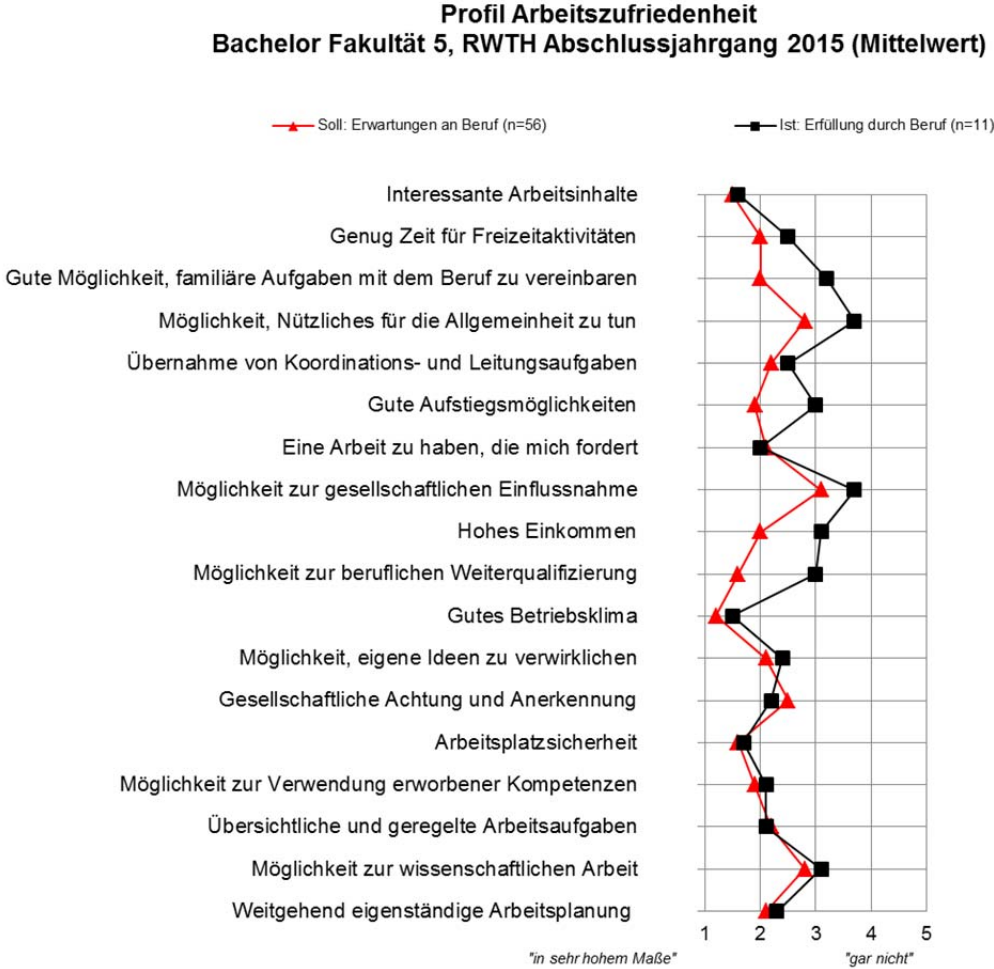 Profil Arbeitszufriedenheit
Bachelor Fakultät 5, RWTH Abschlussjahrgang 2015 (Mittelwert)
Soll: Erwartungen an Beruf (n=56)
Ist: Erfüllung durch Beruf (n=11)
Interessante Arbeitsinhalte
Genug Zeit für Freizeitaktivitäten
Gute Möglichkeit, familiäre Aufgaben mit dem Beruf zu vereinbaren
Möglichkeit, Nützliches für die Allgemeinheit zu tun
Übernahme von Koordinations- und Leitungsaufgaben
Gute Aufstiegsmöglichkeiten
Eine Arbeit zu haben, die mich fordert
Möglichkeit zur gesellschaftlichen Einflussnahme
Hohes Einkommen
Möglichkeit zur beruflichen Weiterqualifizierung
Gutes Betriebsklima
Möglichkeit, eigene Ideen zu verwirklichen
Gesellschaftliche Achtung und Anerkennung
Arbeitsplatzsicherheit
Möglichkeit zur Verwendung erworbener Kompetenzen
Übersichtliche und geregelte Arbeitsaufgaben
Möglichkeit zur wissenschaftlichen Arbeit
Weitgehend eigenständige Arbeitsplanung
1 2 3 4 5
"in sehr hohem Maße" "gar nicht"